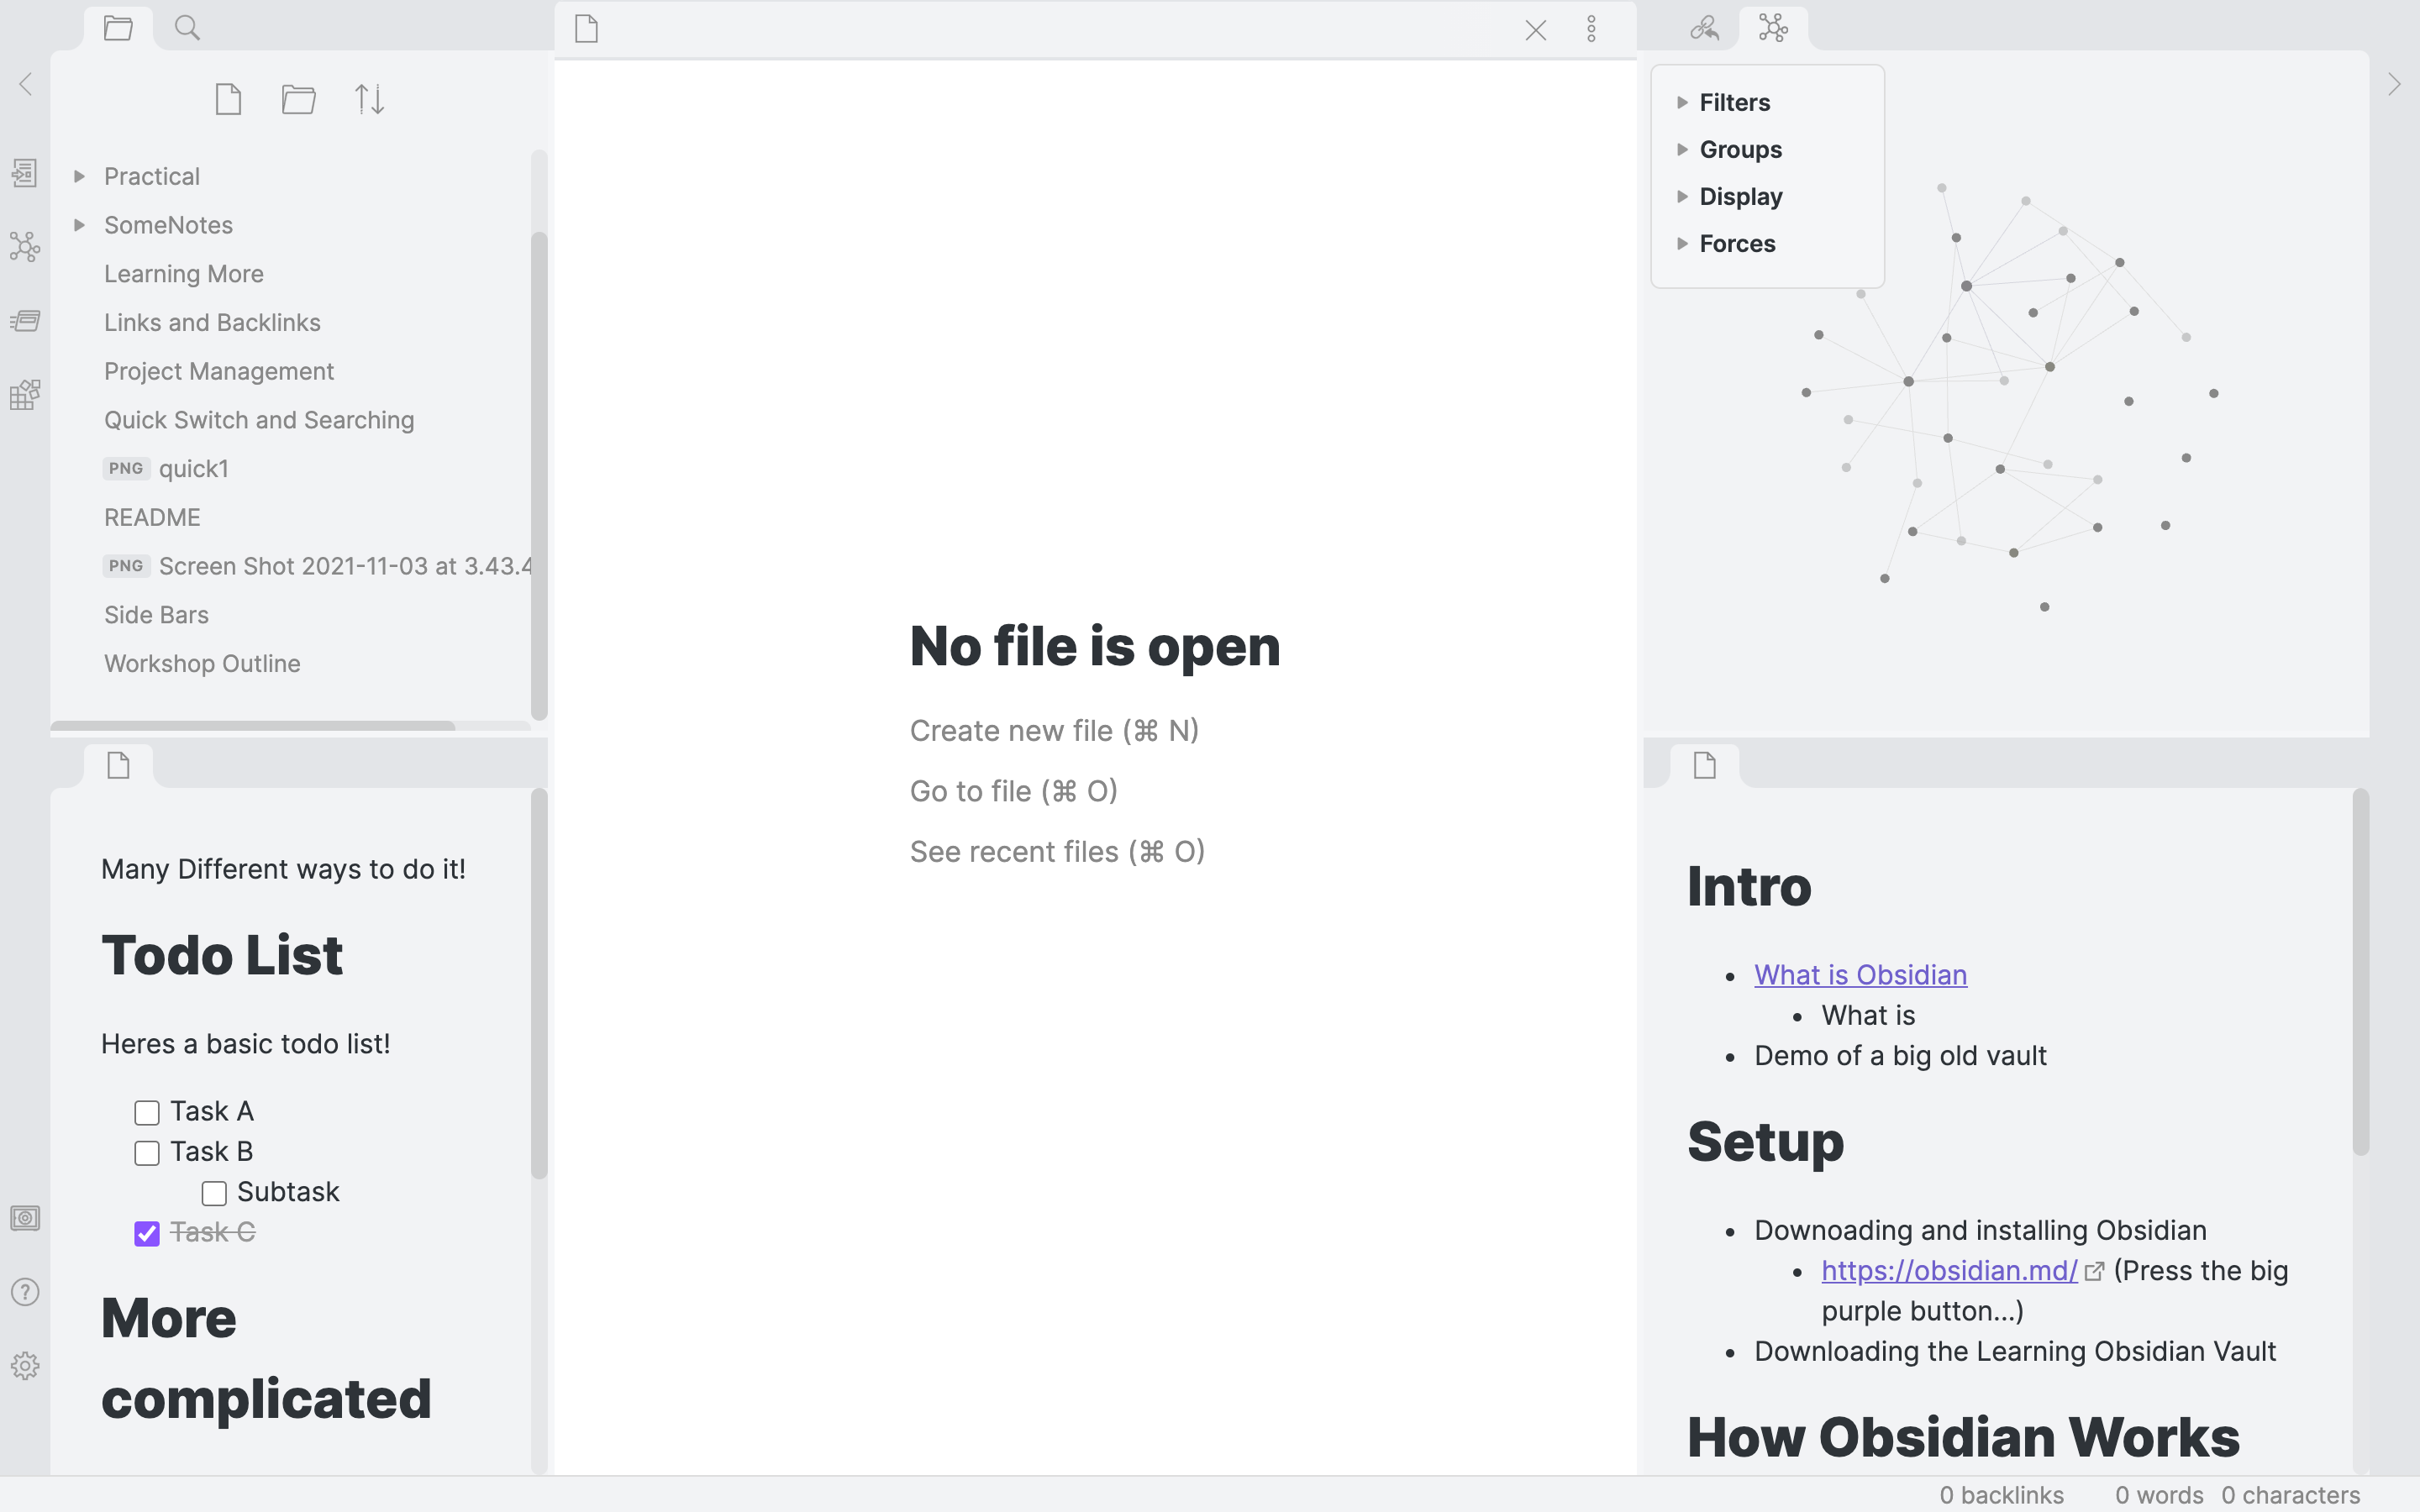 Practical
SomeNotes
Learning More
Links and Backlinks
Project Management
Quick Switch and Searching
PNG quick1
README
PNG Screen Shot 2021-11-03 at 3.43.4
Side Bars
Workshop Outline
Many Different ways to do it!
Todo List
Heres a basic todo list!
Task A
Task B
Subtask
Task C
More
complicated
No file is open
Create new file (⌘ N)
Go to file (⌘ O)
See recent files (⌘ O)
Filters
Groups
Display
Forces
Intro
What is Obsidian
What is
Demo of a big old vault
Setup
Downoading and installing Obsidian
https://obsidian.md/ (Press the big
purple button...)
Downloading the Learning Obsidian Vault
How Obsidian Works
0 backlinks 0 words 0 characters